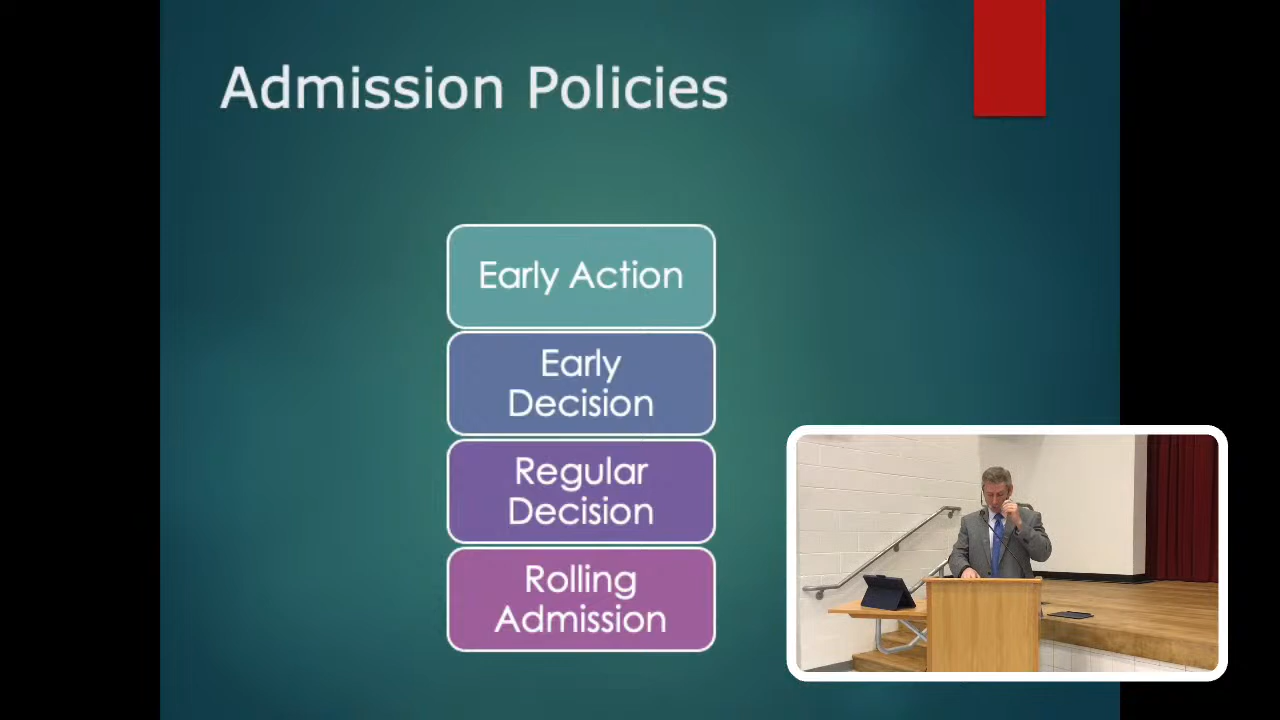 Admission Policies
Early Action
Early
Decision
Regular
Decision
Rolling
Admission